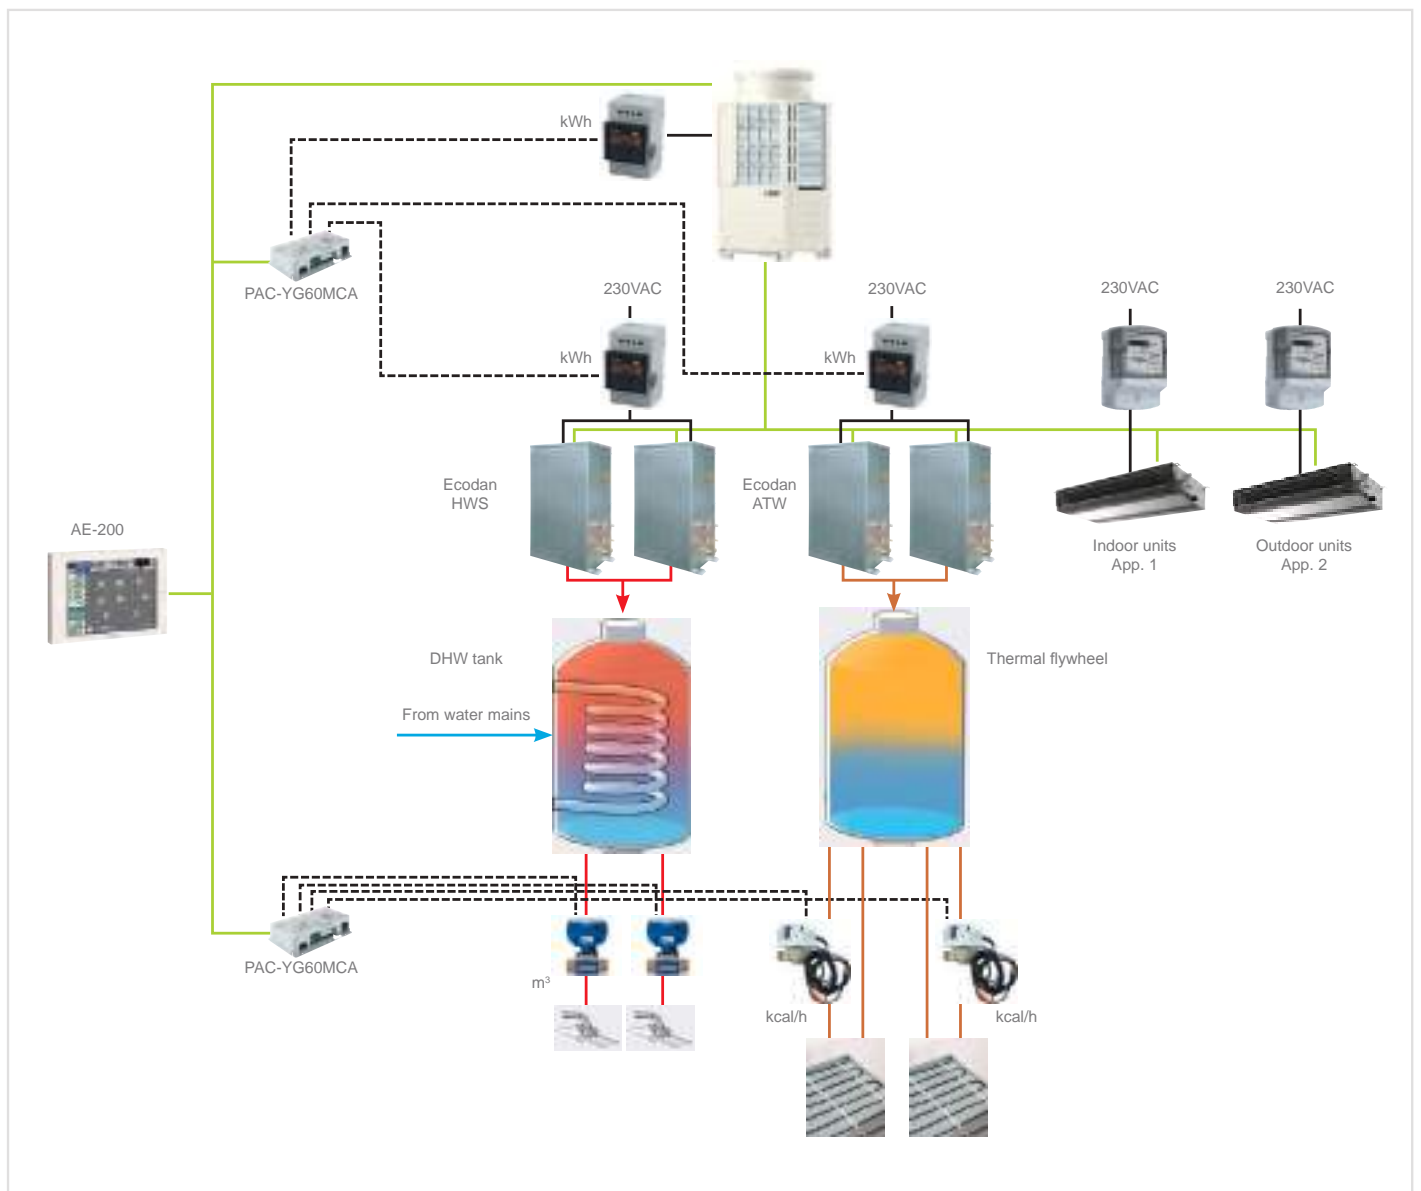 kWh
PAC-YG60MCA
230VAC
230VAC
230VAC
230VAC
kWh
kWh
Ecodan
HWS
Ecodan
ATW
AE-200
Indoor units
App. 1
Outdoor units
App. 2
DHW tank
Thermal flywheel
From water mains
PAC-YG60MCA
m³
kcal/h
kcal/h